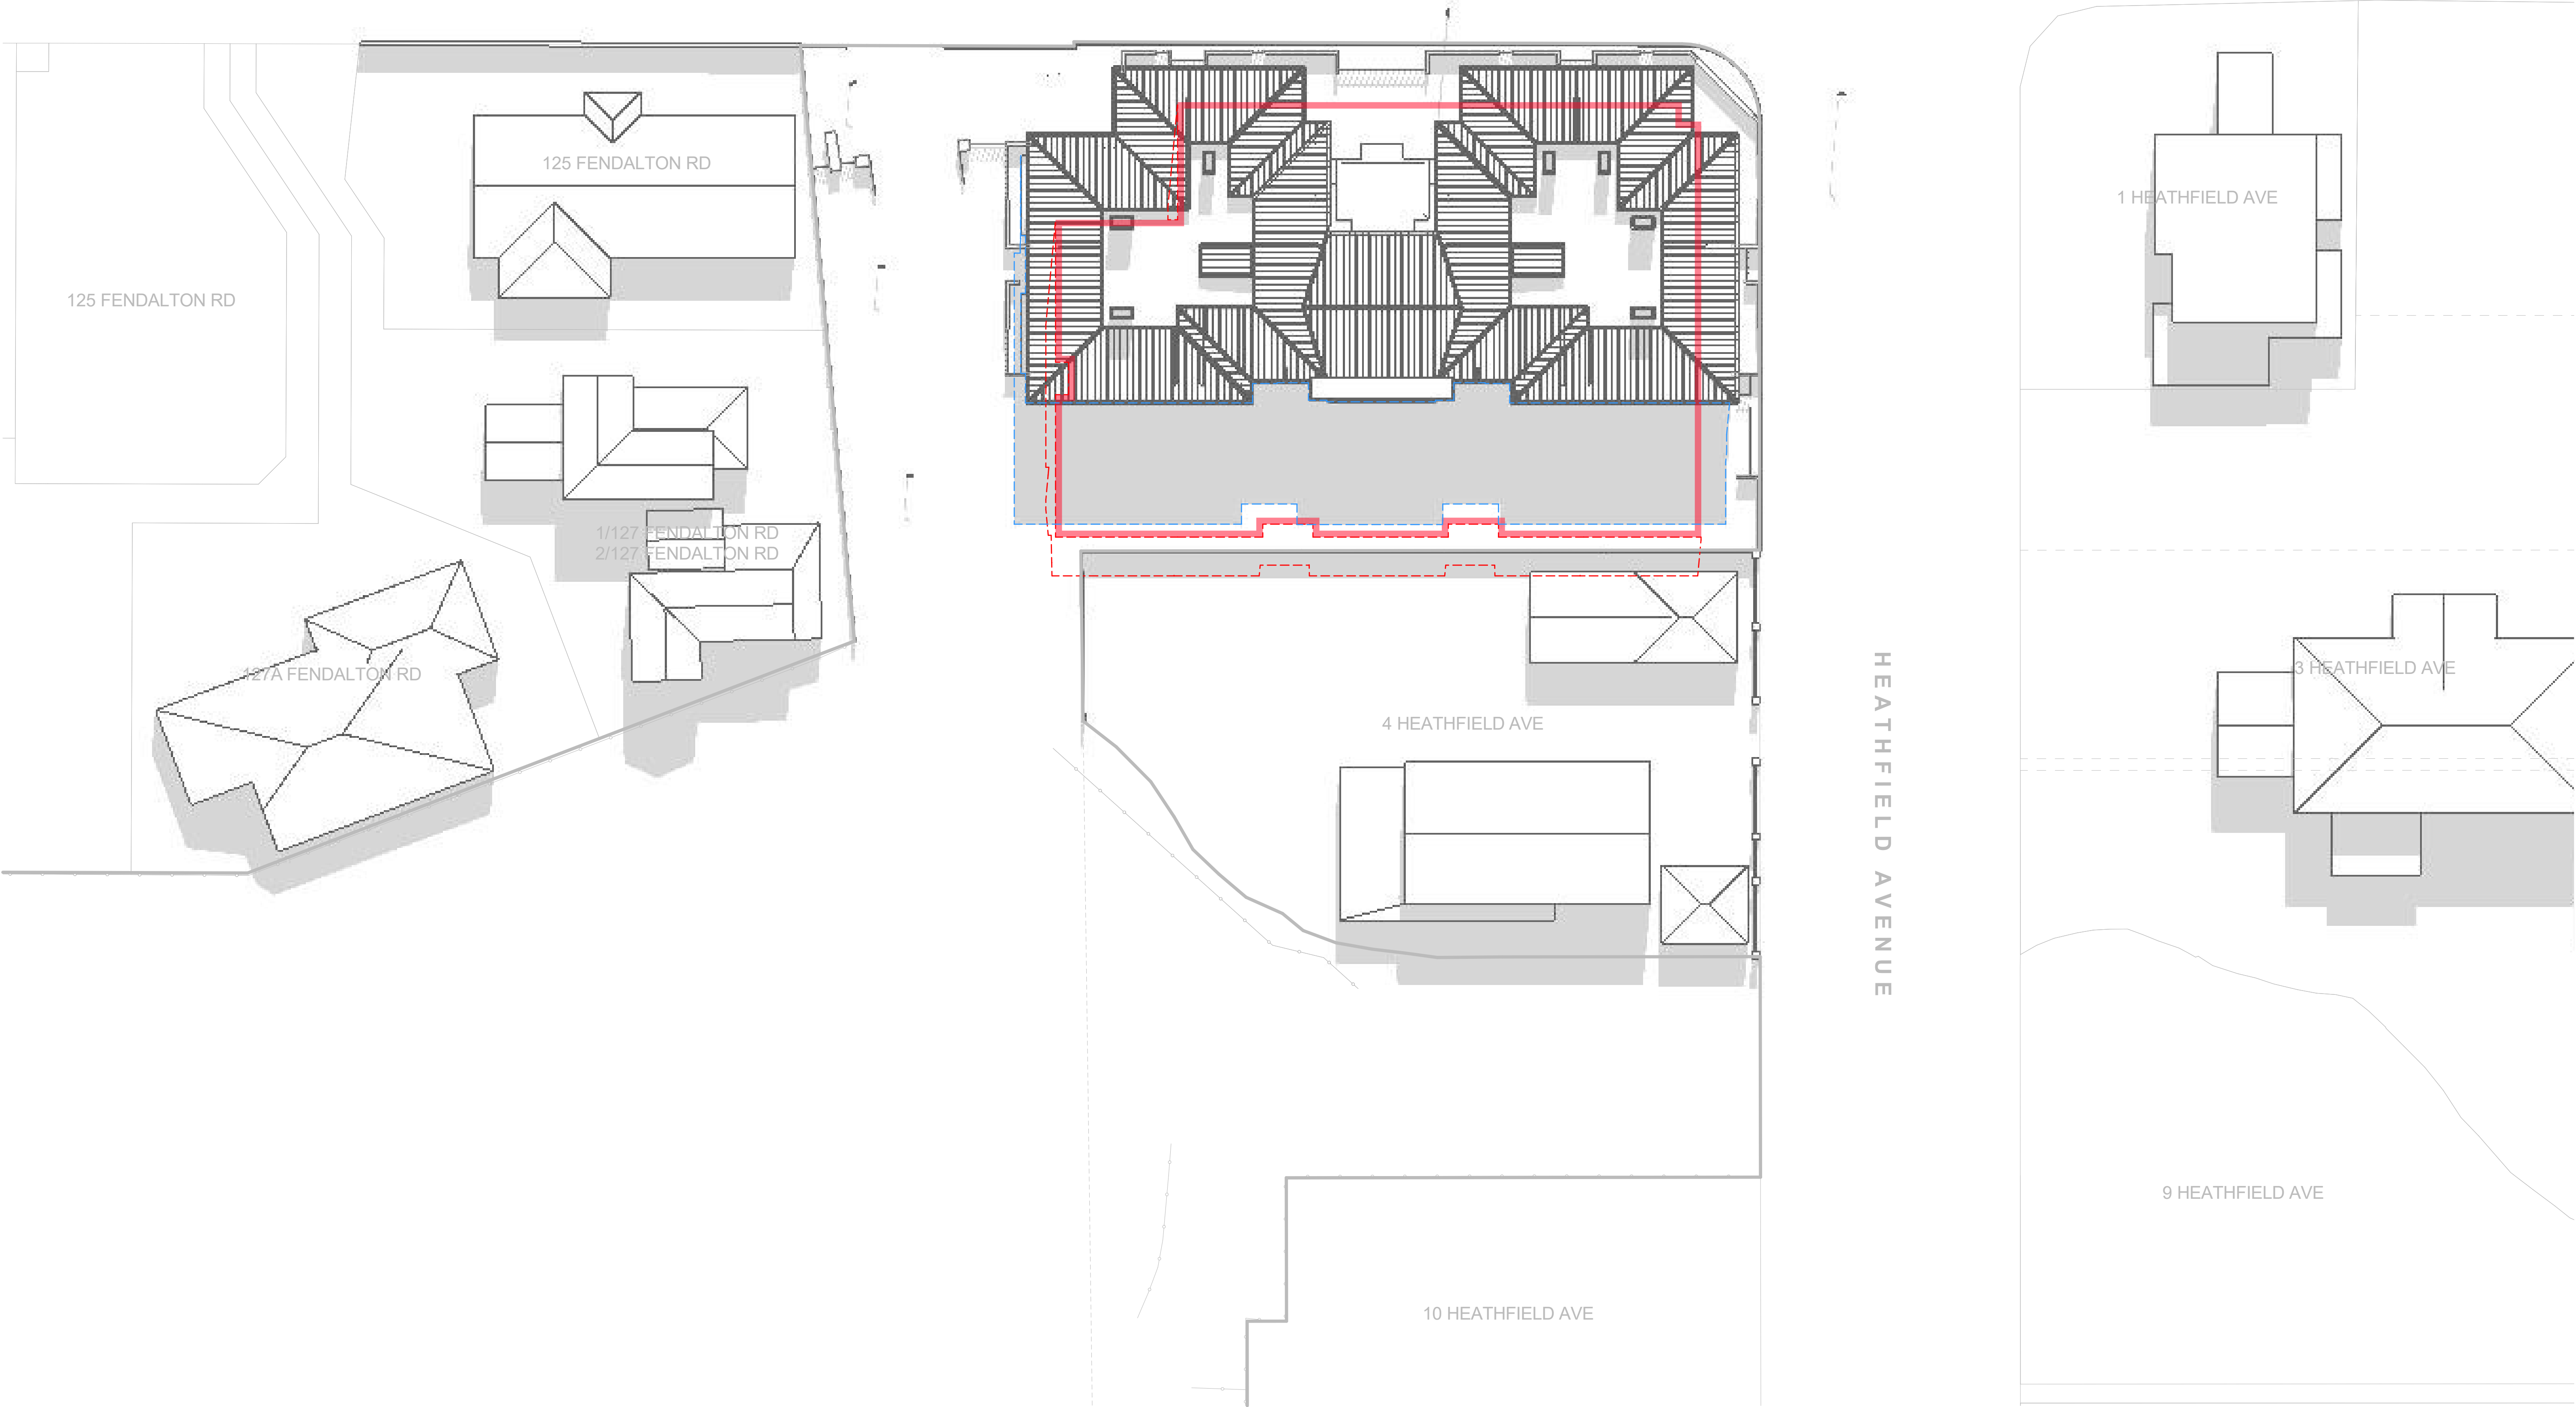 125 FENDALTON RD
1 HEATHFIELD AVE
125 FENDALTON RD
1/127 FENDALTON RD
2/127 FENDALTON RD
127A FENDALTON RD
3 HEATHFIELD AVE
4 HEATHFIELD AVE
HEATHFIELD AVENUE
9 HEATHFIELD AVE
10 HEATHFIELD AVE